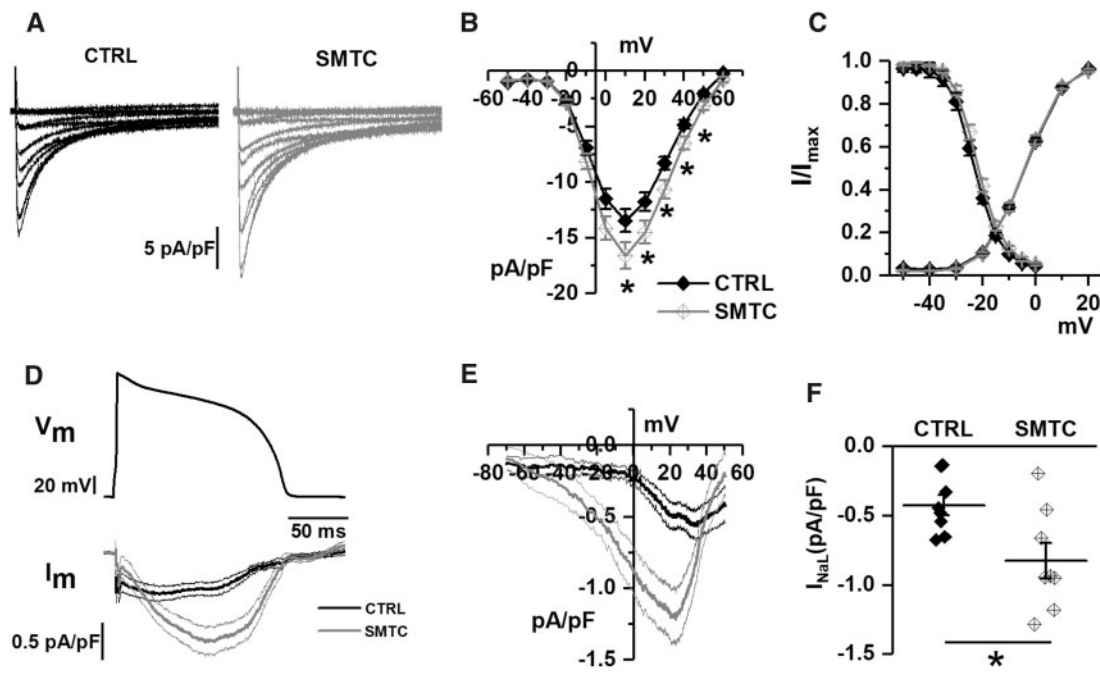 A
CTRL
SMTC
5 pA/pF
B
mV
-60 -40 -20 0 20 40 60
0
-5
-10
-15
-20
pA/pF
*
*
*
*
*
CTRL
SMTC
C
I/Imax
1.0
0.8
0.6
0.4
0.2
0.0
-40 -20 0 20
mV
D
Vm
20 mV
50 ms
Im
0.5 pA/pF
CTRL
SMTC
E
mV
0.0
-80 -60 -40 -20 0 20 40 60
-0.5
-1.0
-1.5
pA/pF
F
CTRL SMTC
INaL(pA/pF)
0.0
-0.5
-1.0
-1.5
*